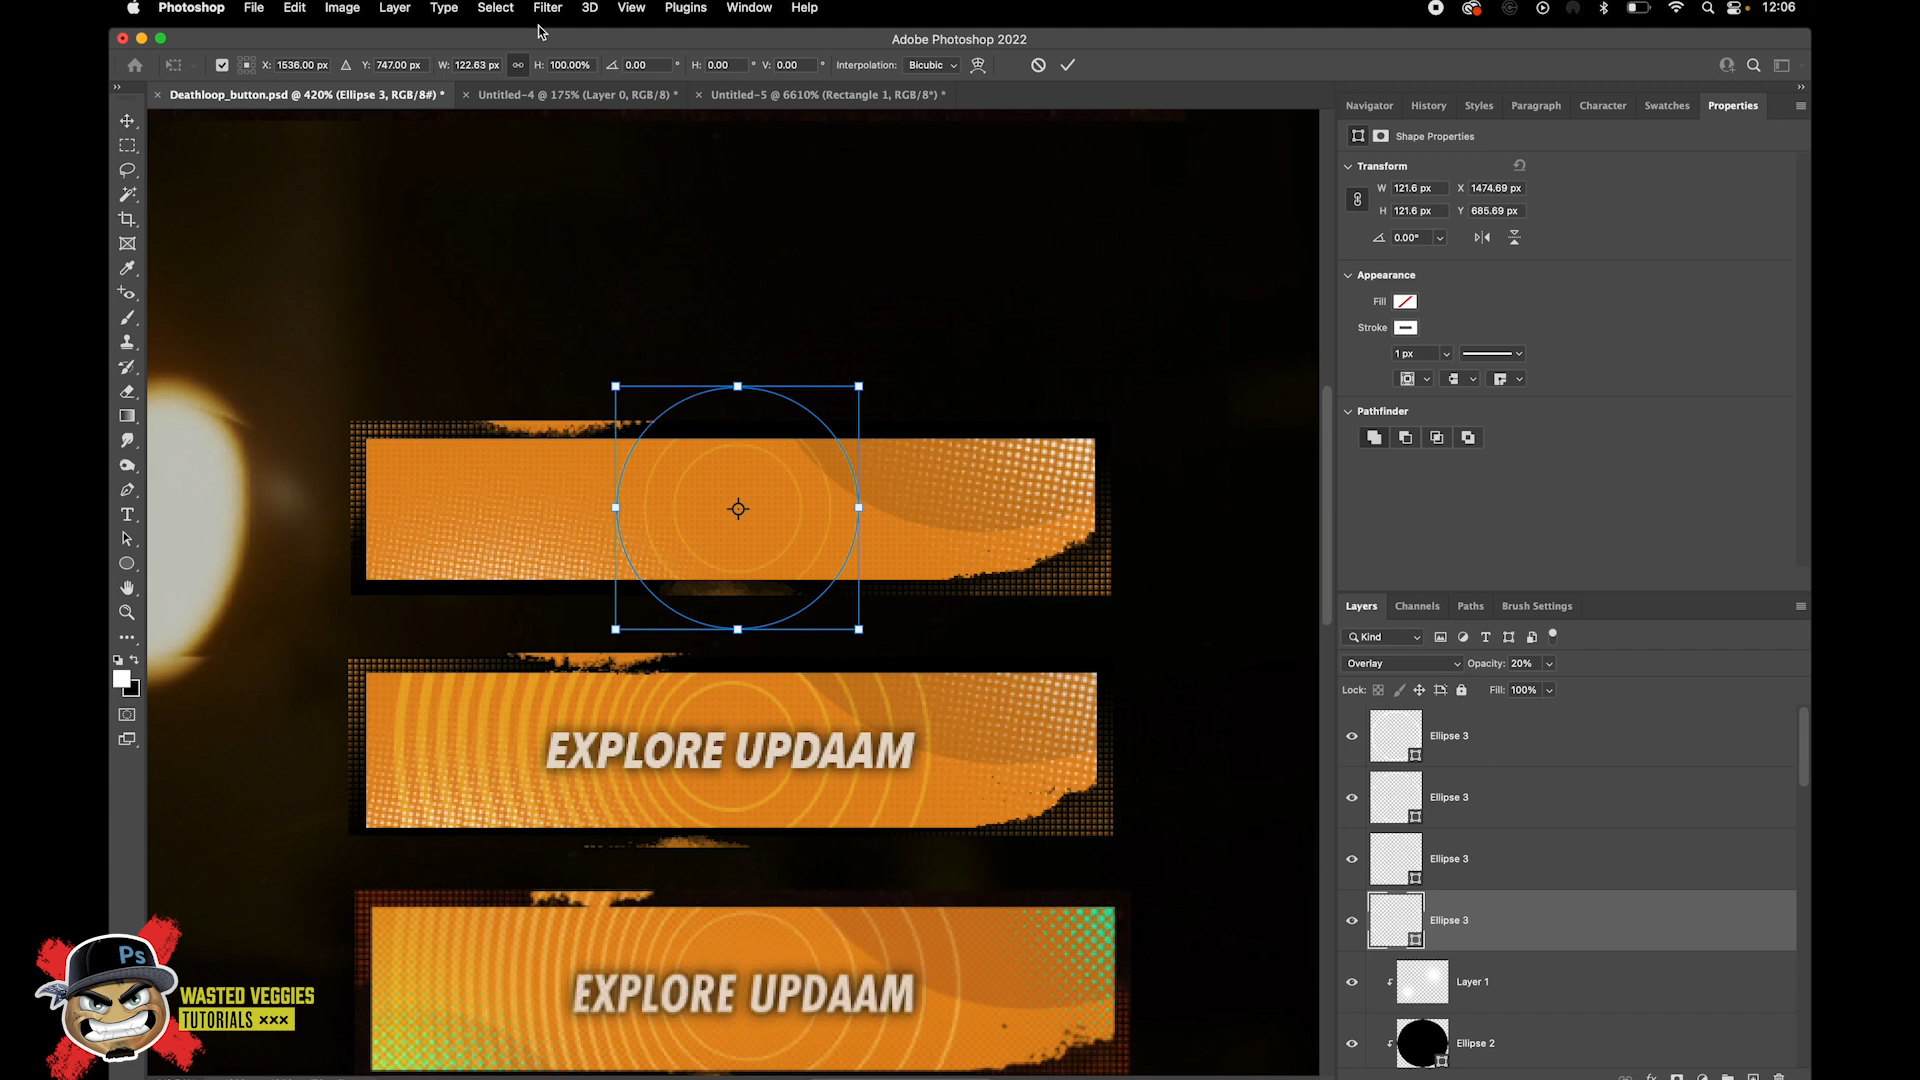 Photoshop File Edit Image Layer Type Select Filter 3D View Plugins Window Help 12:06
Adobe Photoshop 2022
X: 1536.00 px Y: 747.00 px W: 122.63 px H: 100.00% 0.00 ° H: 0.00 ° V: 0.00 ° Interpolation: Bicubic
× Deathloop_button.psd @ 420% (Ellipse 3, RGB/8#) * × Untitled-4 @ 175% (Layer 0, RGB/8) * × Untitled-5 @ 6610% (Rectangle 1, RGB/8*) *
Navigator History Styles Paragraph Character Swatches Properties
Shape Properties
Transform
W 121.6 px X 1474.69 px
H 121.6 px Y 685.69 px
0.00°
Appearance
Fill
Stroke
1 px
Pathfinder
EXPLORE UPDAAM
EXPLORE UPDAAM
Layers Channels Paths Brush Settings
Kind
Overlay Opacity: 20%
Lock: Fill: 100%
Ellipse 3
Ellipse 3
Ellipse 3
Ellipse 3
Layer 1
Ellipse 2
Ps
WASTED VEGGIES
TUTORIALS ×××